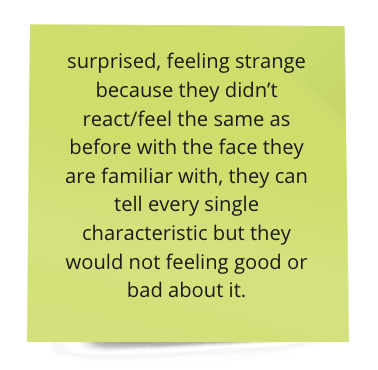 surprised, feeling strange
because they didn’t
react/feel the same as
before with the face they
are familiar with, they can
tell every single
characteristic but they
would not feeling good or
bad about it.